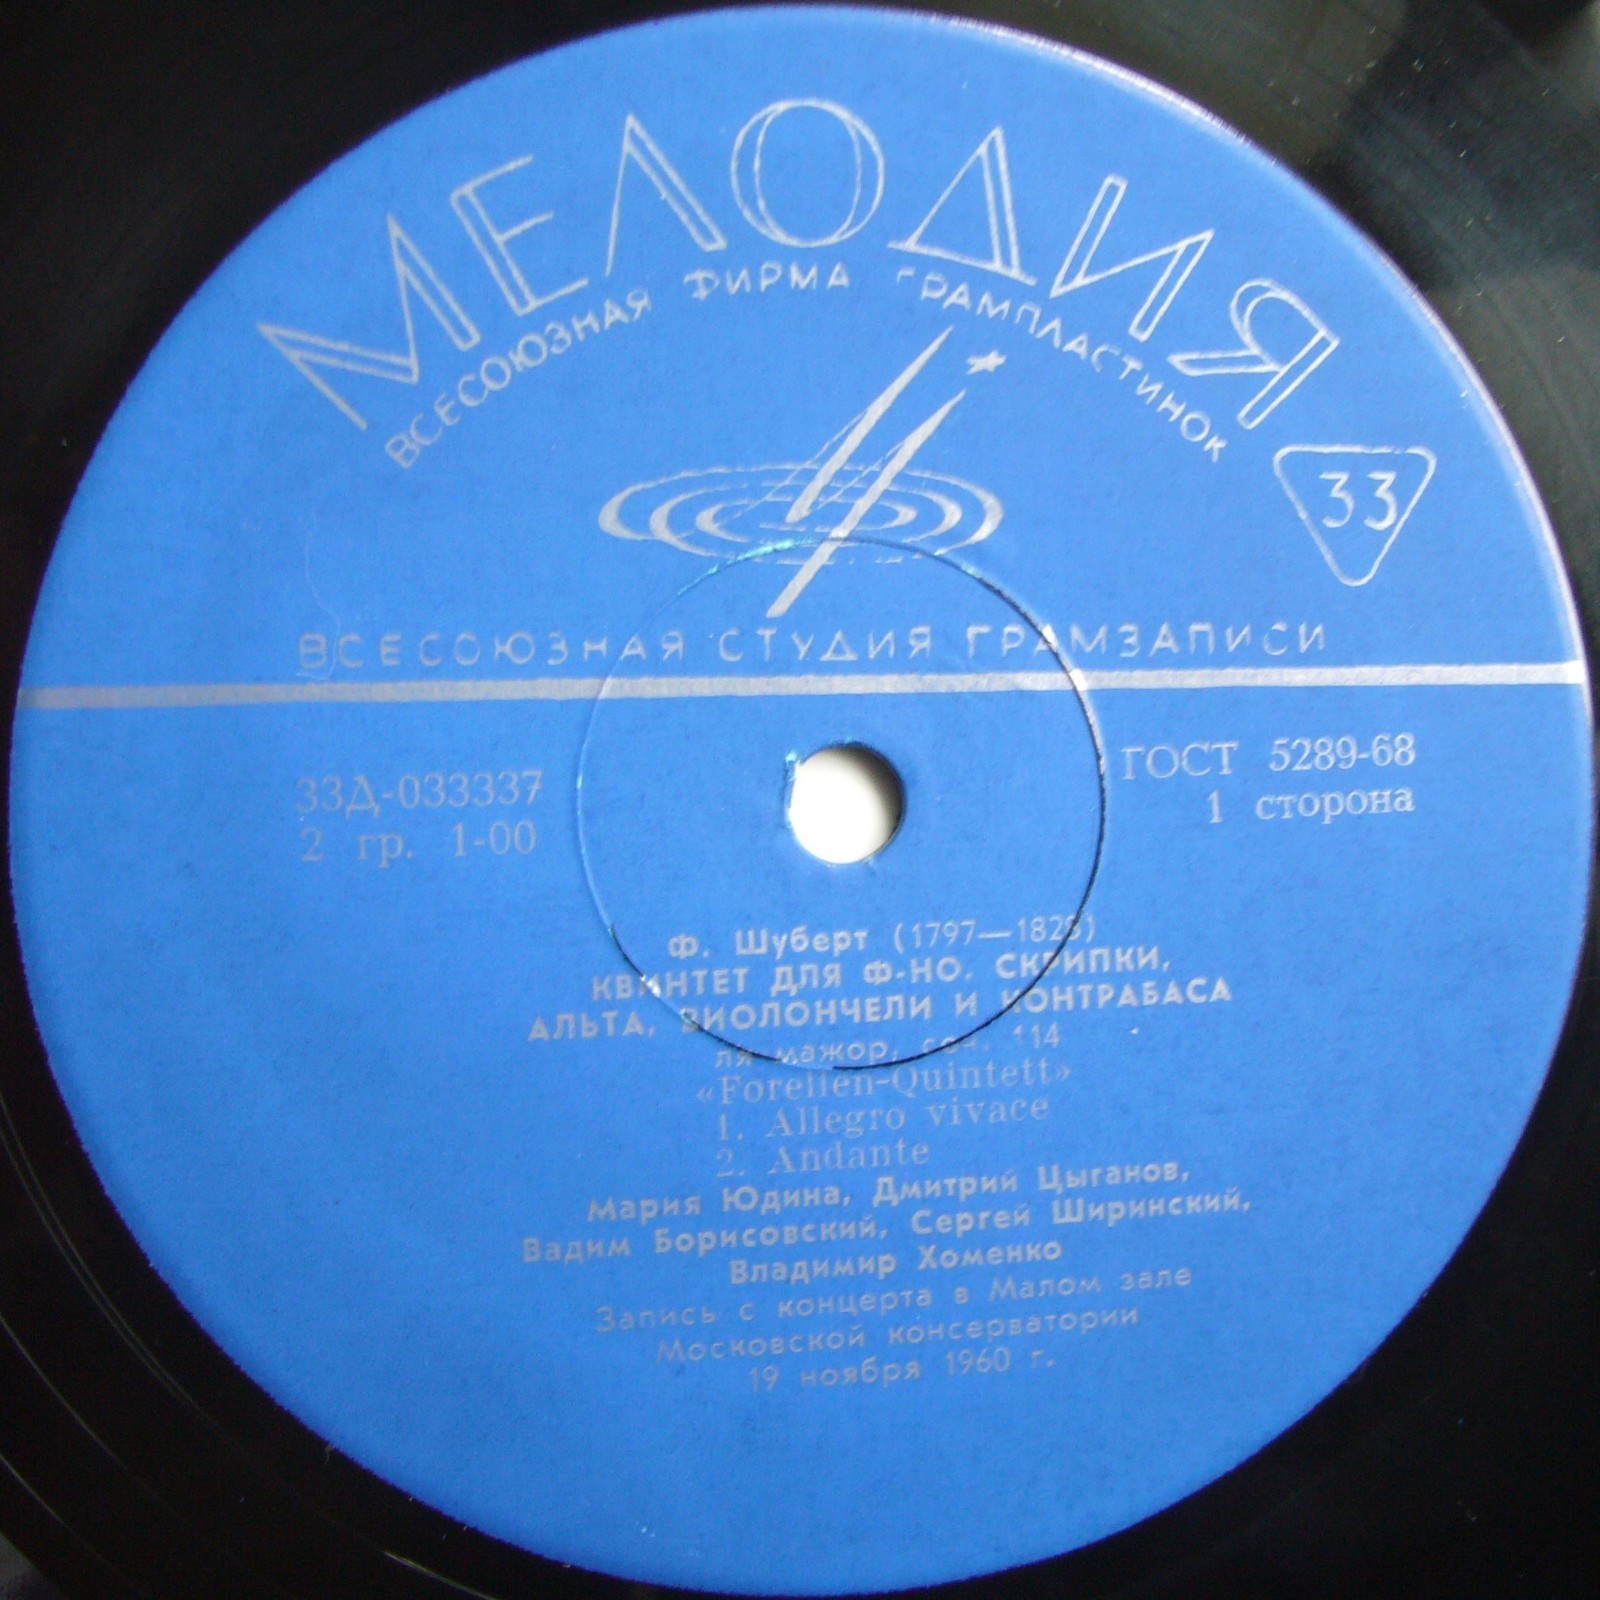 МЕЛОДИЯ
ВСЕСОЮЗНАЯ ФИРМА ГРАМПЛАСТИНОК
33
ВСЕСОЮЗНАЯ СТУДИЯ ГРАМЗАПИСИ
33Д-033337
2 гр. 1-00
ГОСТ 5289-68
1 сторона
Ф. Шуберт (1797—1828)
КВИНТЕТ ДЛЯ Ф-НО, СКРИПКИ,
АЛЬТА, ВИОЛОНЧЕЛИ И КОНТРАБАСА
ля мажор, соч. 114
«Forellen-Quintett»
1. Allegro vivace
2. Andante
Мария Юдина, Дмитрий Цыганов,
Вадим Борисовский, Сергей Ширинский,
Владимир Хоменко
Запись с концерта в Малом зале
Московской консерватории
19 ноября 1960 г.